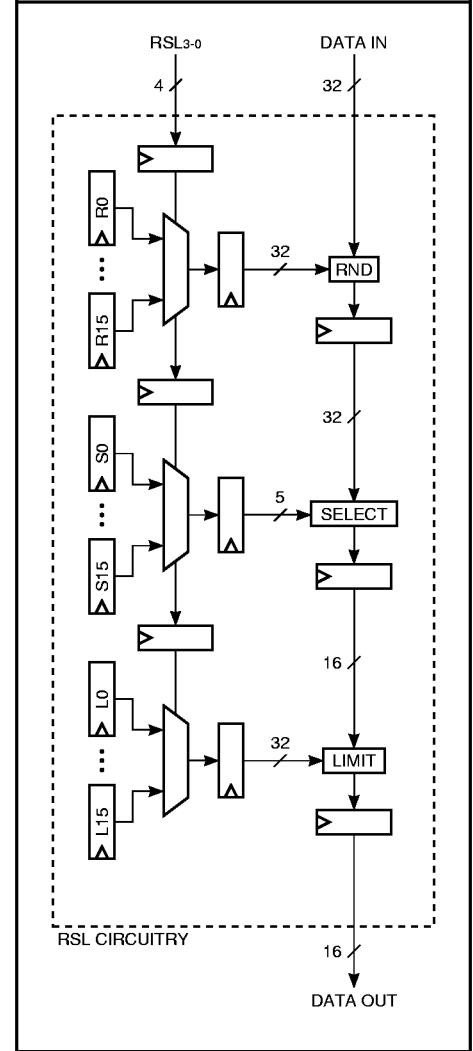 RSL3-0 DATA IN
4 32
R0
32
RND
R15
32
S0
5
SELECT
S15
16
L0
32
LIMIT
L15
RSL CIRCUITRY
16
DATA OUT